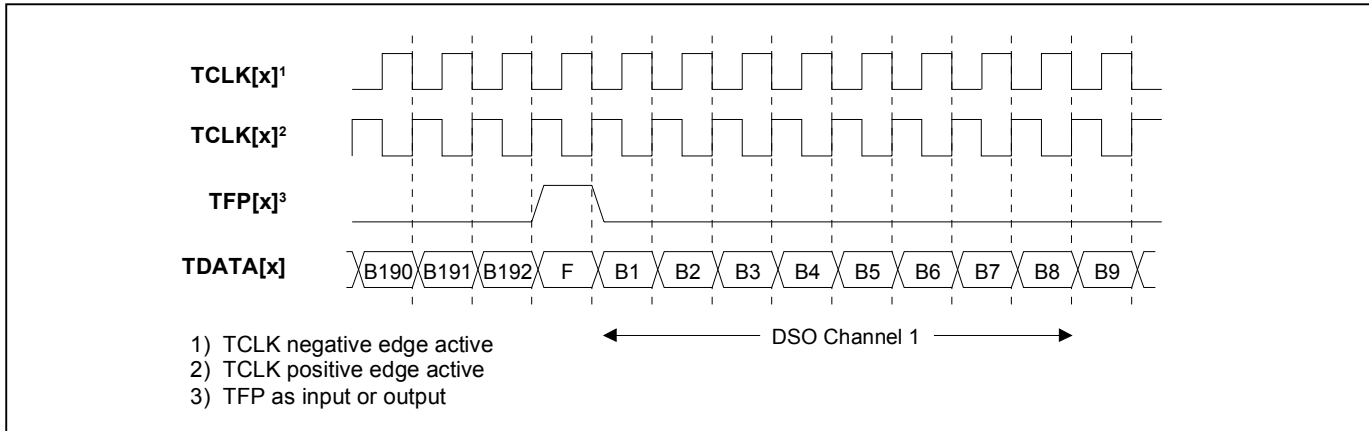 TCLK[x]¹
TCLK[x]²
TFP[x]³
TDATA[x] B190 B191 B192 F B1 B2 B3 B4 B5 B6 B7 B8 B9
DSO Channel 1
1) TCLK negative edge active
2) TCLK positive edge active
3) TFP as input or output